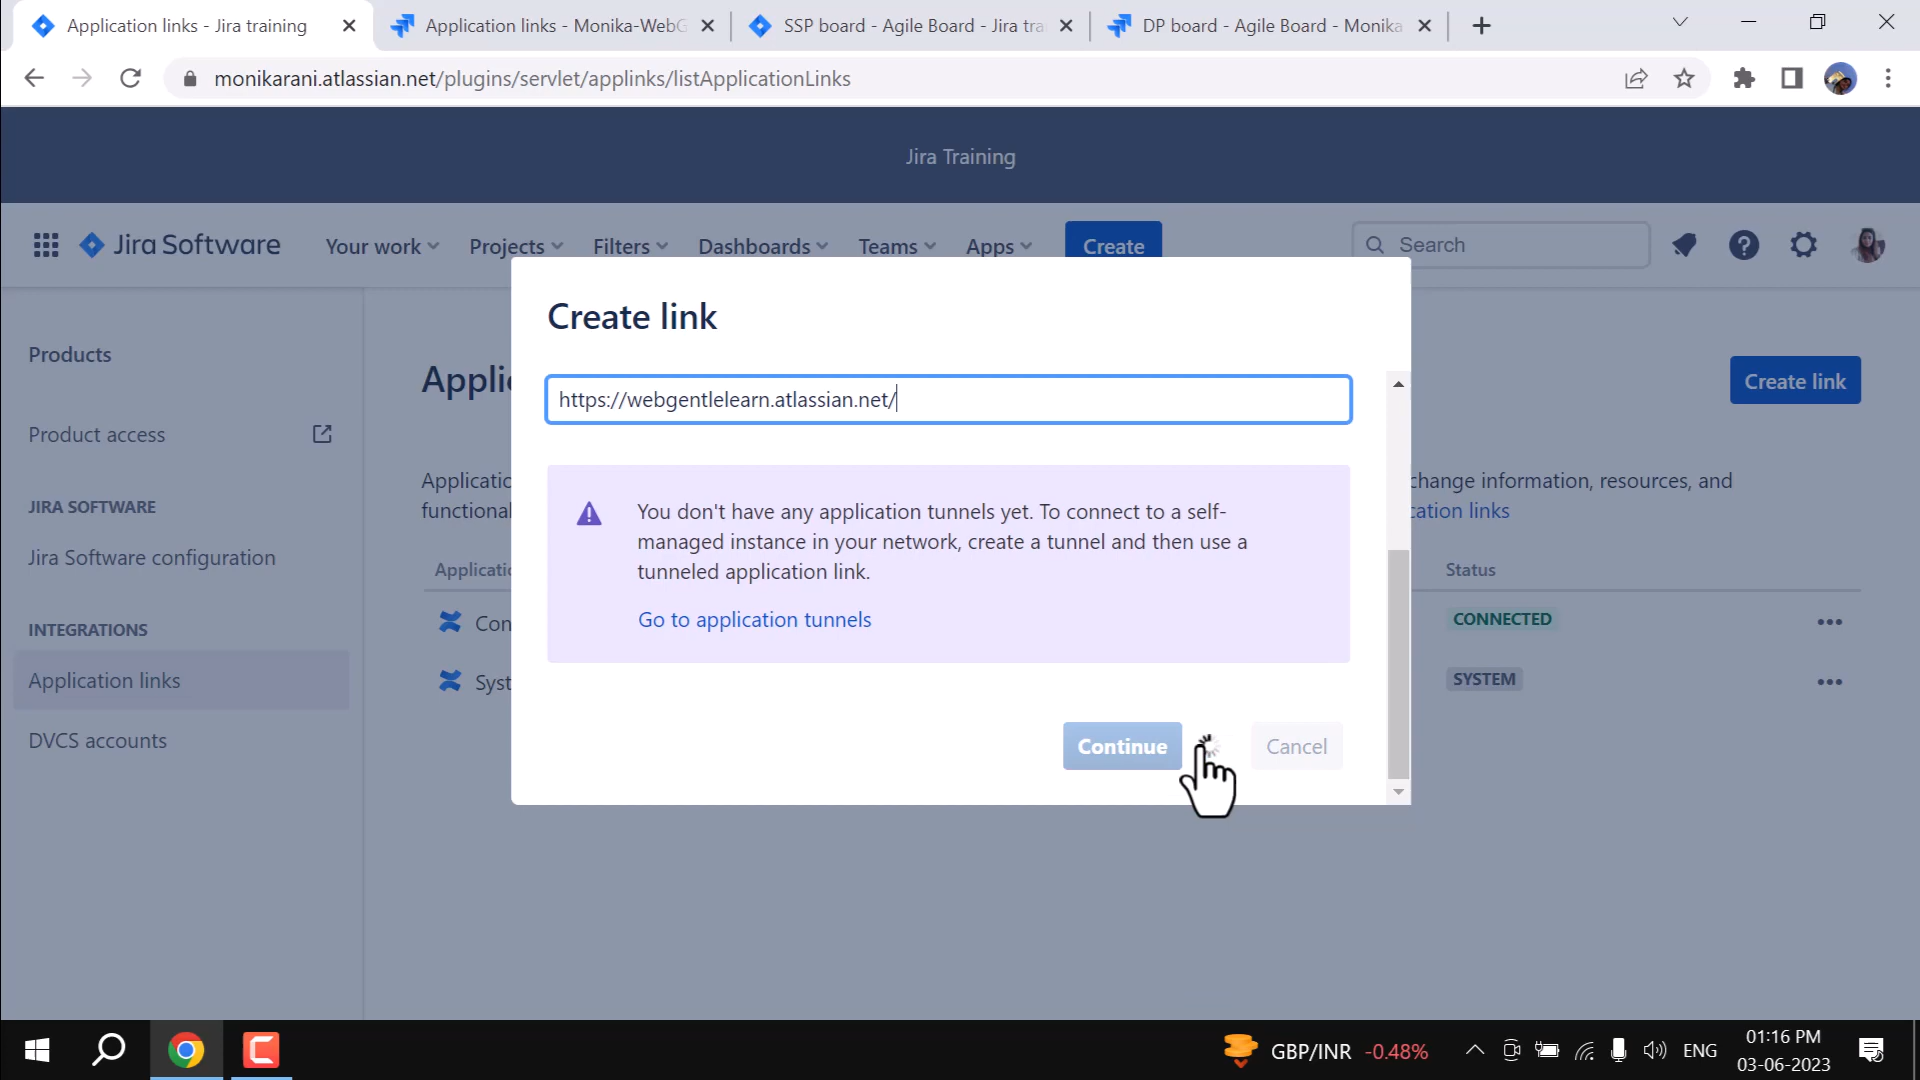 Application links - Jira training
Application links - Monika-WebG
SSP board - Agile Board - Jira tra
DP board - Agile Board - Monika
monikarani.atlassian.net/plugins/servlet/applinks/listApplicationLinks
Jira Training
Jira Software
Your work
Projects
Filters
Dashboards
Teams
Apps
Create
Search
Products
Product access
JIRA SOFTWARE
Jira Software configuration
INTEGRATIONS
Application links
DVCS accounts
Appli
Create link
Applicatio
change information, resources, and
functional
cation links
Applicatio
Status
Con
CONNECTED
Syst
SYSTEM
Create link
https://webgentlelearn.atlassian.net/
You don't have any application tunnels yet. To connect to a self-
managed instance in your network, create a tunnel and then use a
tunneled application link.
Go to application tunnels
Continue
Cancel
GBP/INR -0.48%
ENG
01:16 PM
03-06-2023